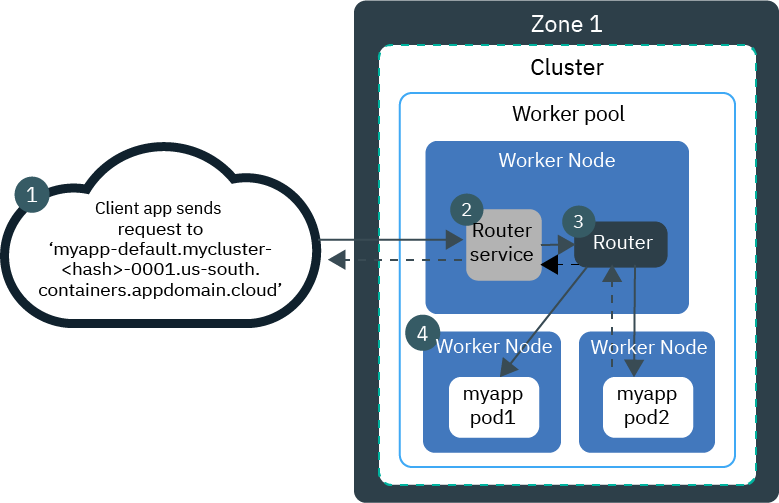 Zone 1
Cluster
Worker pool
Worker Node
1
Client app sends
request to
‘myapp-default.mycluster-
<hash>-0001.us-south.
containers.appdomain.cloud’
2
Router
service
3
Router
4
Worker Node
myapp
pod1
Worker Node
myapp
pod2